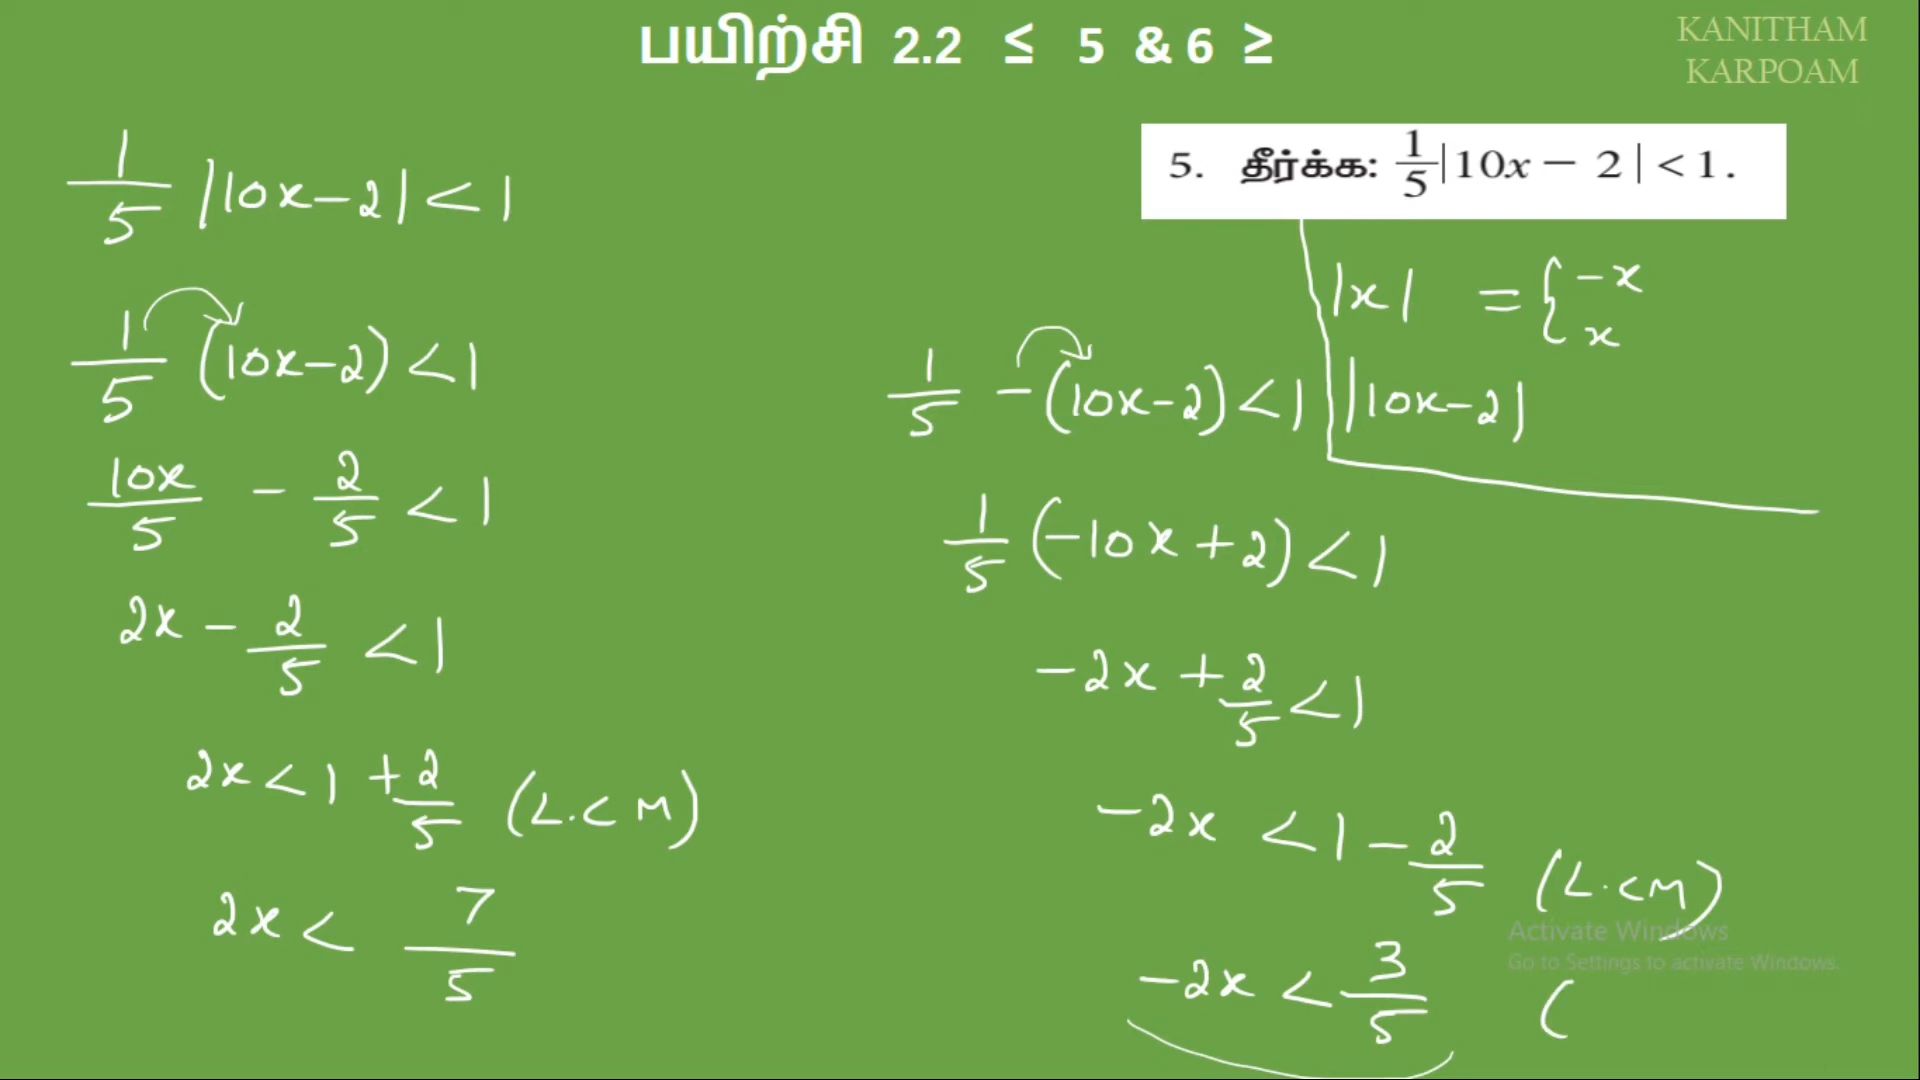 பயிற்சி 2.2 ≤ 5 & 6 ≥
KANITHAM
KARPOAM
5. தீர்க்க: 1/5|10x − 2| < 1.
1/5 |10x-2| < 1
1/5 (10x-2) < 1
10x/5 - 2/5 < 1
2x - 2/5 < 1
2x < 1 + 2/5 (L.C M)
2x < 7/5
|x| = { -x
x
|10x-2|
1/5 -(10x-2) < 1
1/5 (-10x+2) < 1
-2x + 2/5 < 1
-2x < 1 - 2/5 (L.CM)
-2x < 3/5 (
Activate Windows
Go to Settings to activate Windows.